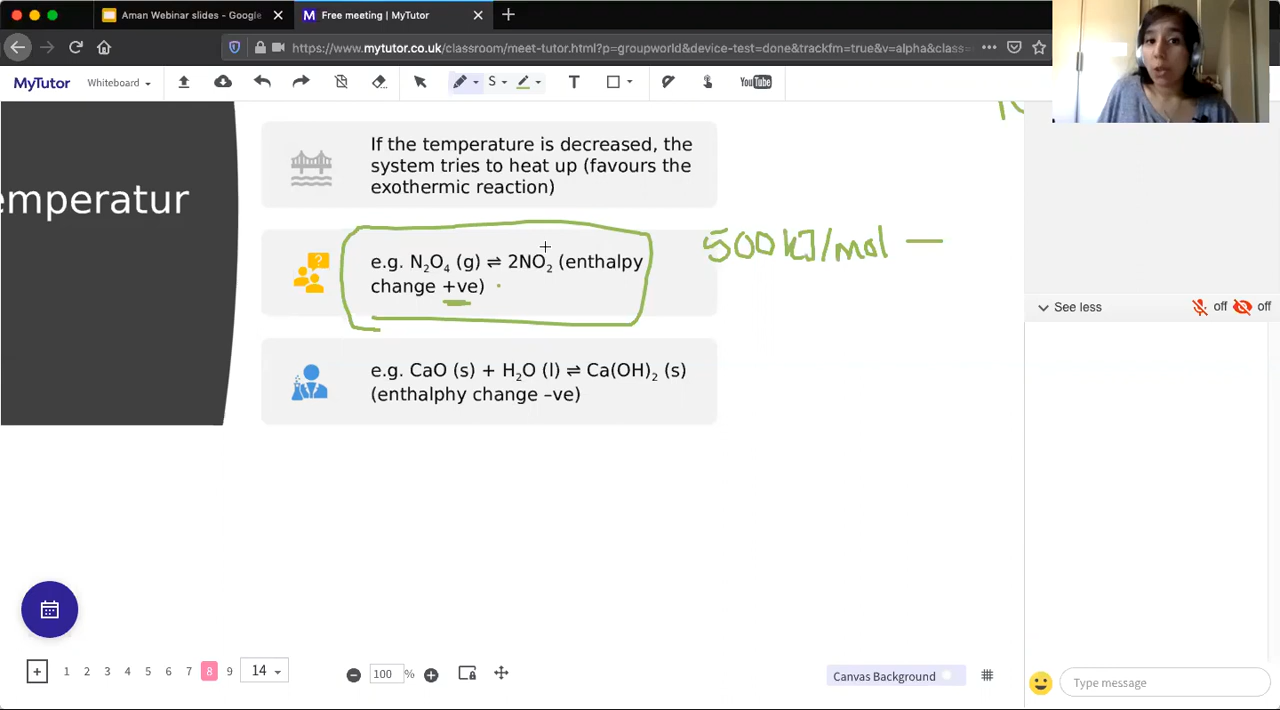 Aman Webinar slides - Google
Free meeting | MyTutor
https://www.mytutor.co.uk/classroom/meet-tutor.html?p=groupworld&device-test=done&trackfm=true&v=alpha&class=
MyTutor
Whiteboard
S
T
YouTube
emperatur
If the temperature is decreased, the
system tries to heat up (favours the
exothermic reaction)
e.g. N₂O₄ (g) ⇌ 2NO₂ (enthalpy
change +ve)
500kJ/mol —
e.g. CaO (s) + H₂O (l) ⇌ Ca(OH)₂ (s)
(enthalphy change –ve)
See less
off
off
+ 1 2 3 4 5 6 7 8 9 14
100 %
Canvas Background
Type message